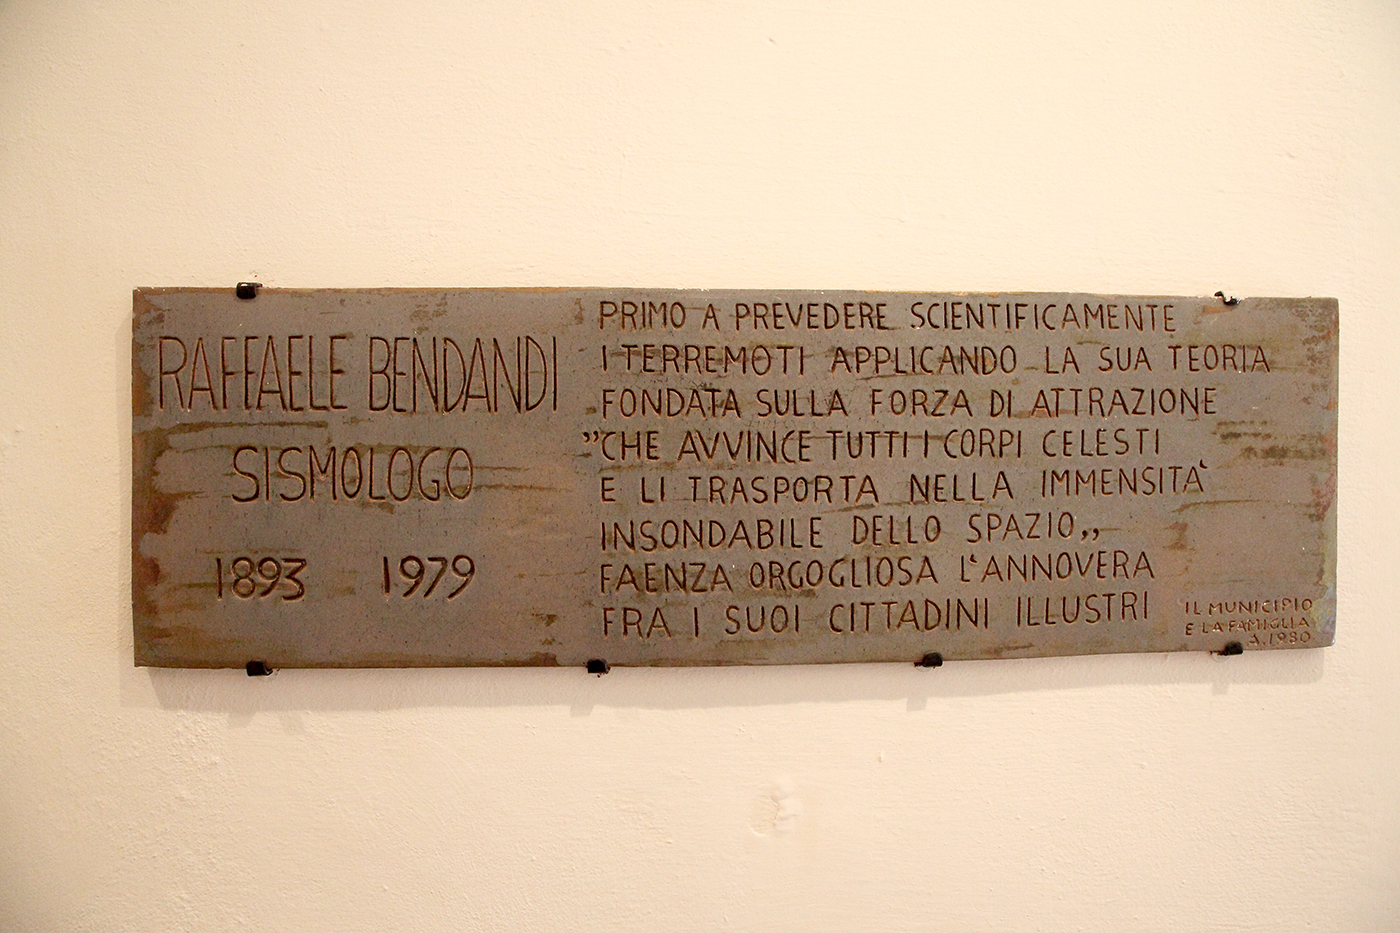 RAFFAELE BENDANDI
SISMOLOGO
1893 1979
PRIMO A PREVEDERE SCIENTIFICAMENTE
I TERREMOTI APPLICANDO LA SUA TEORIA
FONDATA SULLA FORZA DI ATTRAZIONE
"CHE AVVINCE TUTTI I CORPI CELESTI
E LI TRASPORTA NELLA IMMENSITÀ
INSONDABILE DELLO SPAZIO„
FAENZA ORGOGLIOSA L'ANNOVERA
FRA I SUOI CITTADINI ILLUSTRI
IL MUNICIPIO
E LA FAMIGLIA
A. 1980